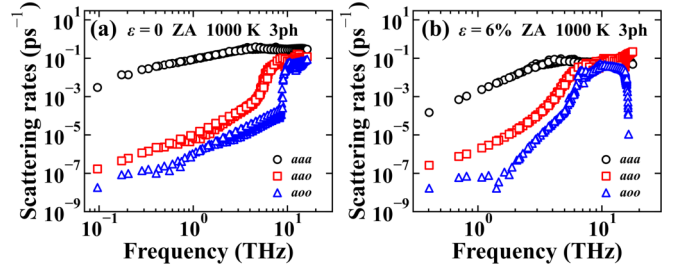 (a) ε = 0 ZA 1000 K 3ph
Scattering rates (ps⁻¹)
10¹
10⁻¹
10⁻³
10⁻⁵
10⁻⁷
10⁻⁹
aaa
aao
aoo
10⁻¹ 10⁰ 10¹
Frequency (THz)
(b) ε = 6% ZA 1000 K 3ph
Scattering rates (ps⁻¹)
10¹
10⁻¹
10⁻³
10⁻⁵
10⁻⁷
10⁻⁹
aaa
aao
aoo
10⁰ 10¹
Frequency (THz)